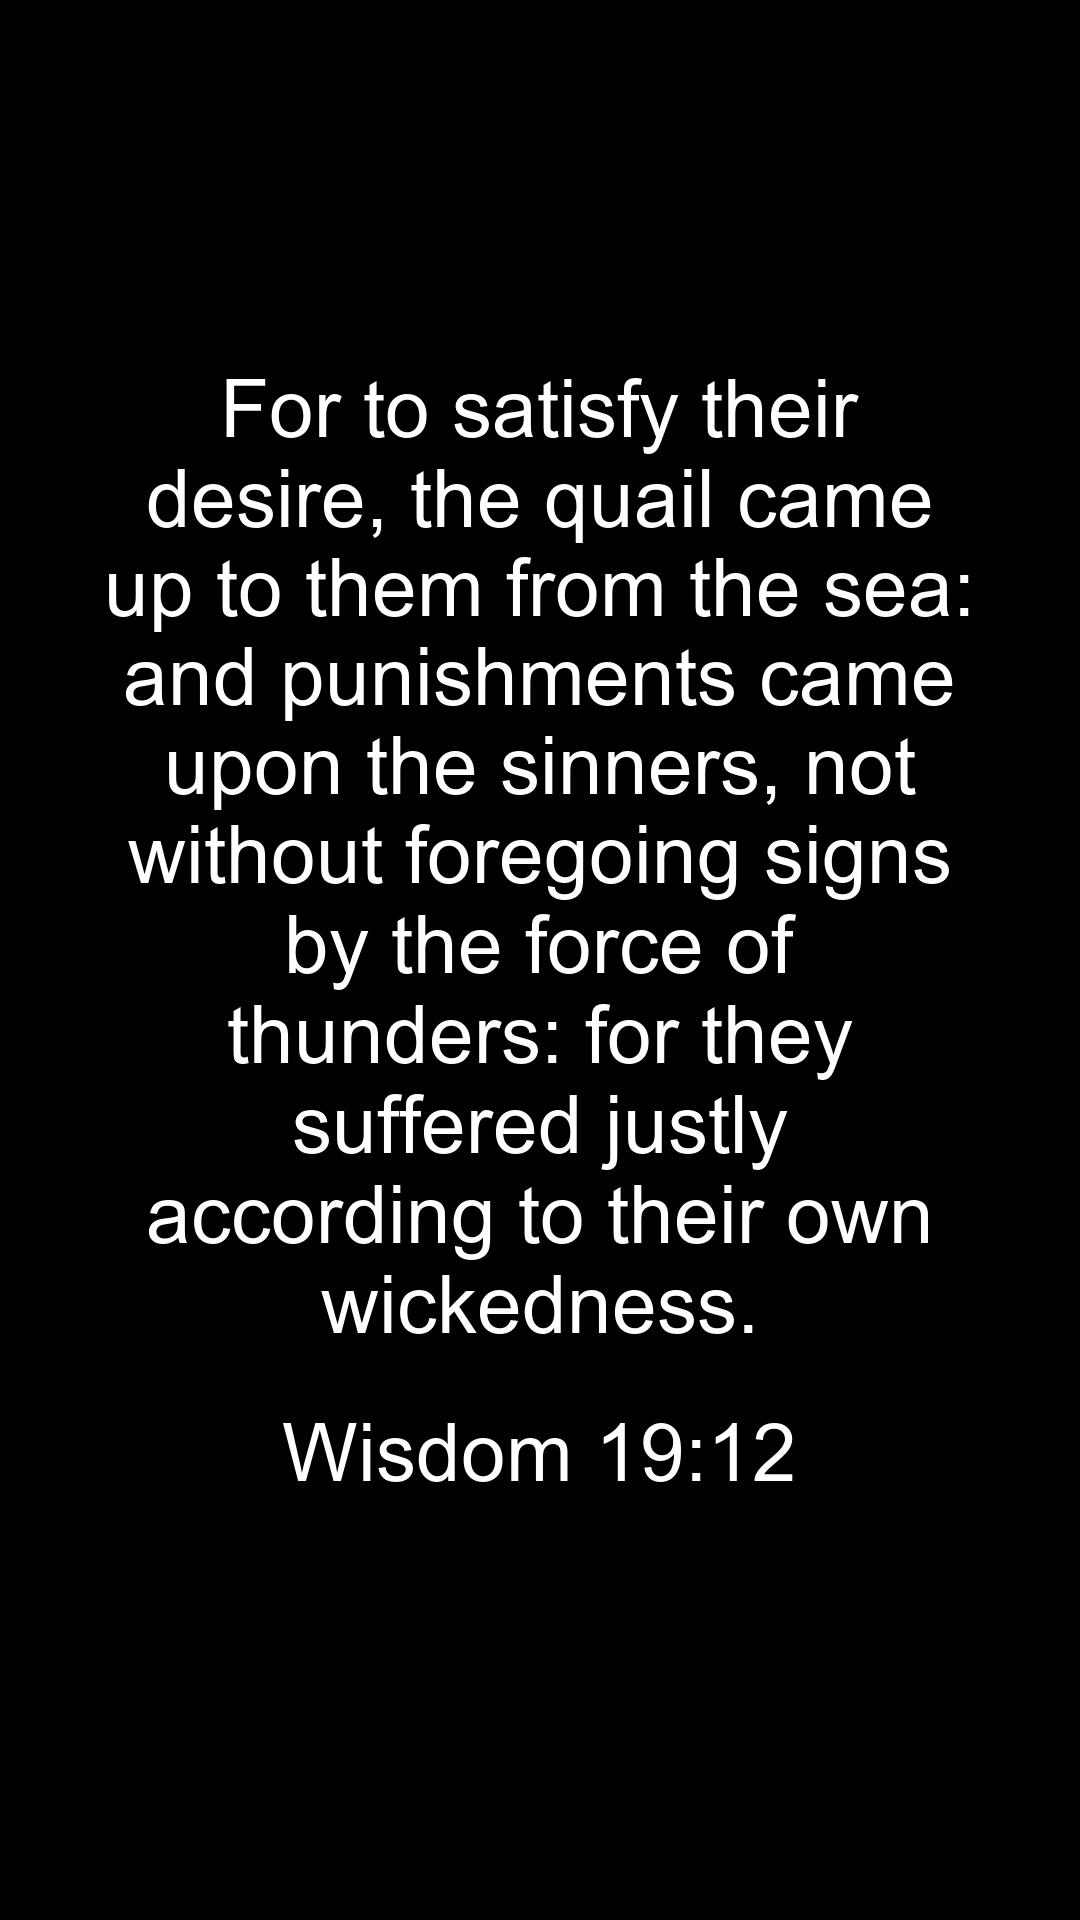 For to satisfy their
desire, the quail came
up to them from the sea:
and punishments came
upon the sinners, not
without foregoing signs
by the force of
thunders: for they
suffered justly
according to their own
wickedness.
Wisdom 19:12